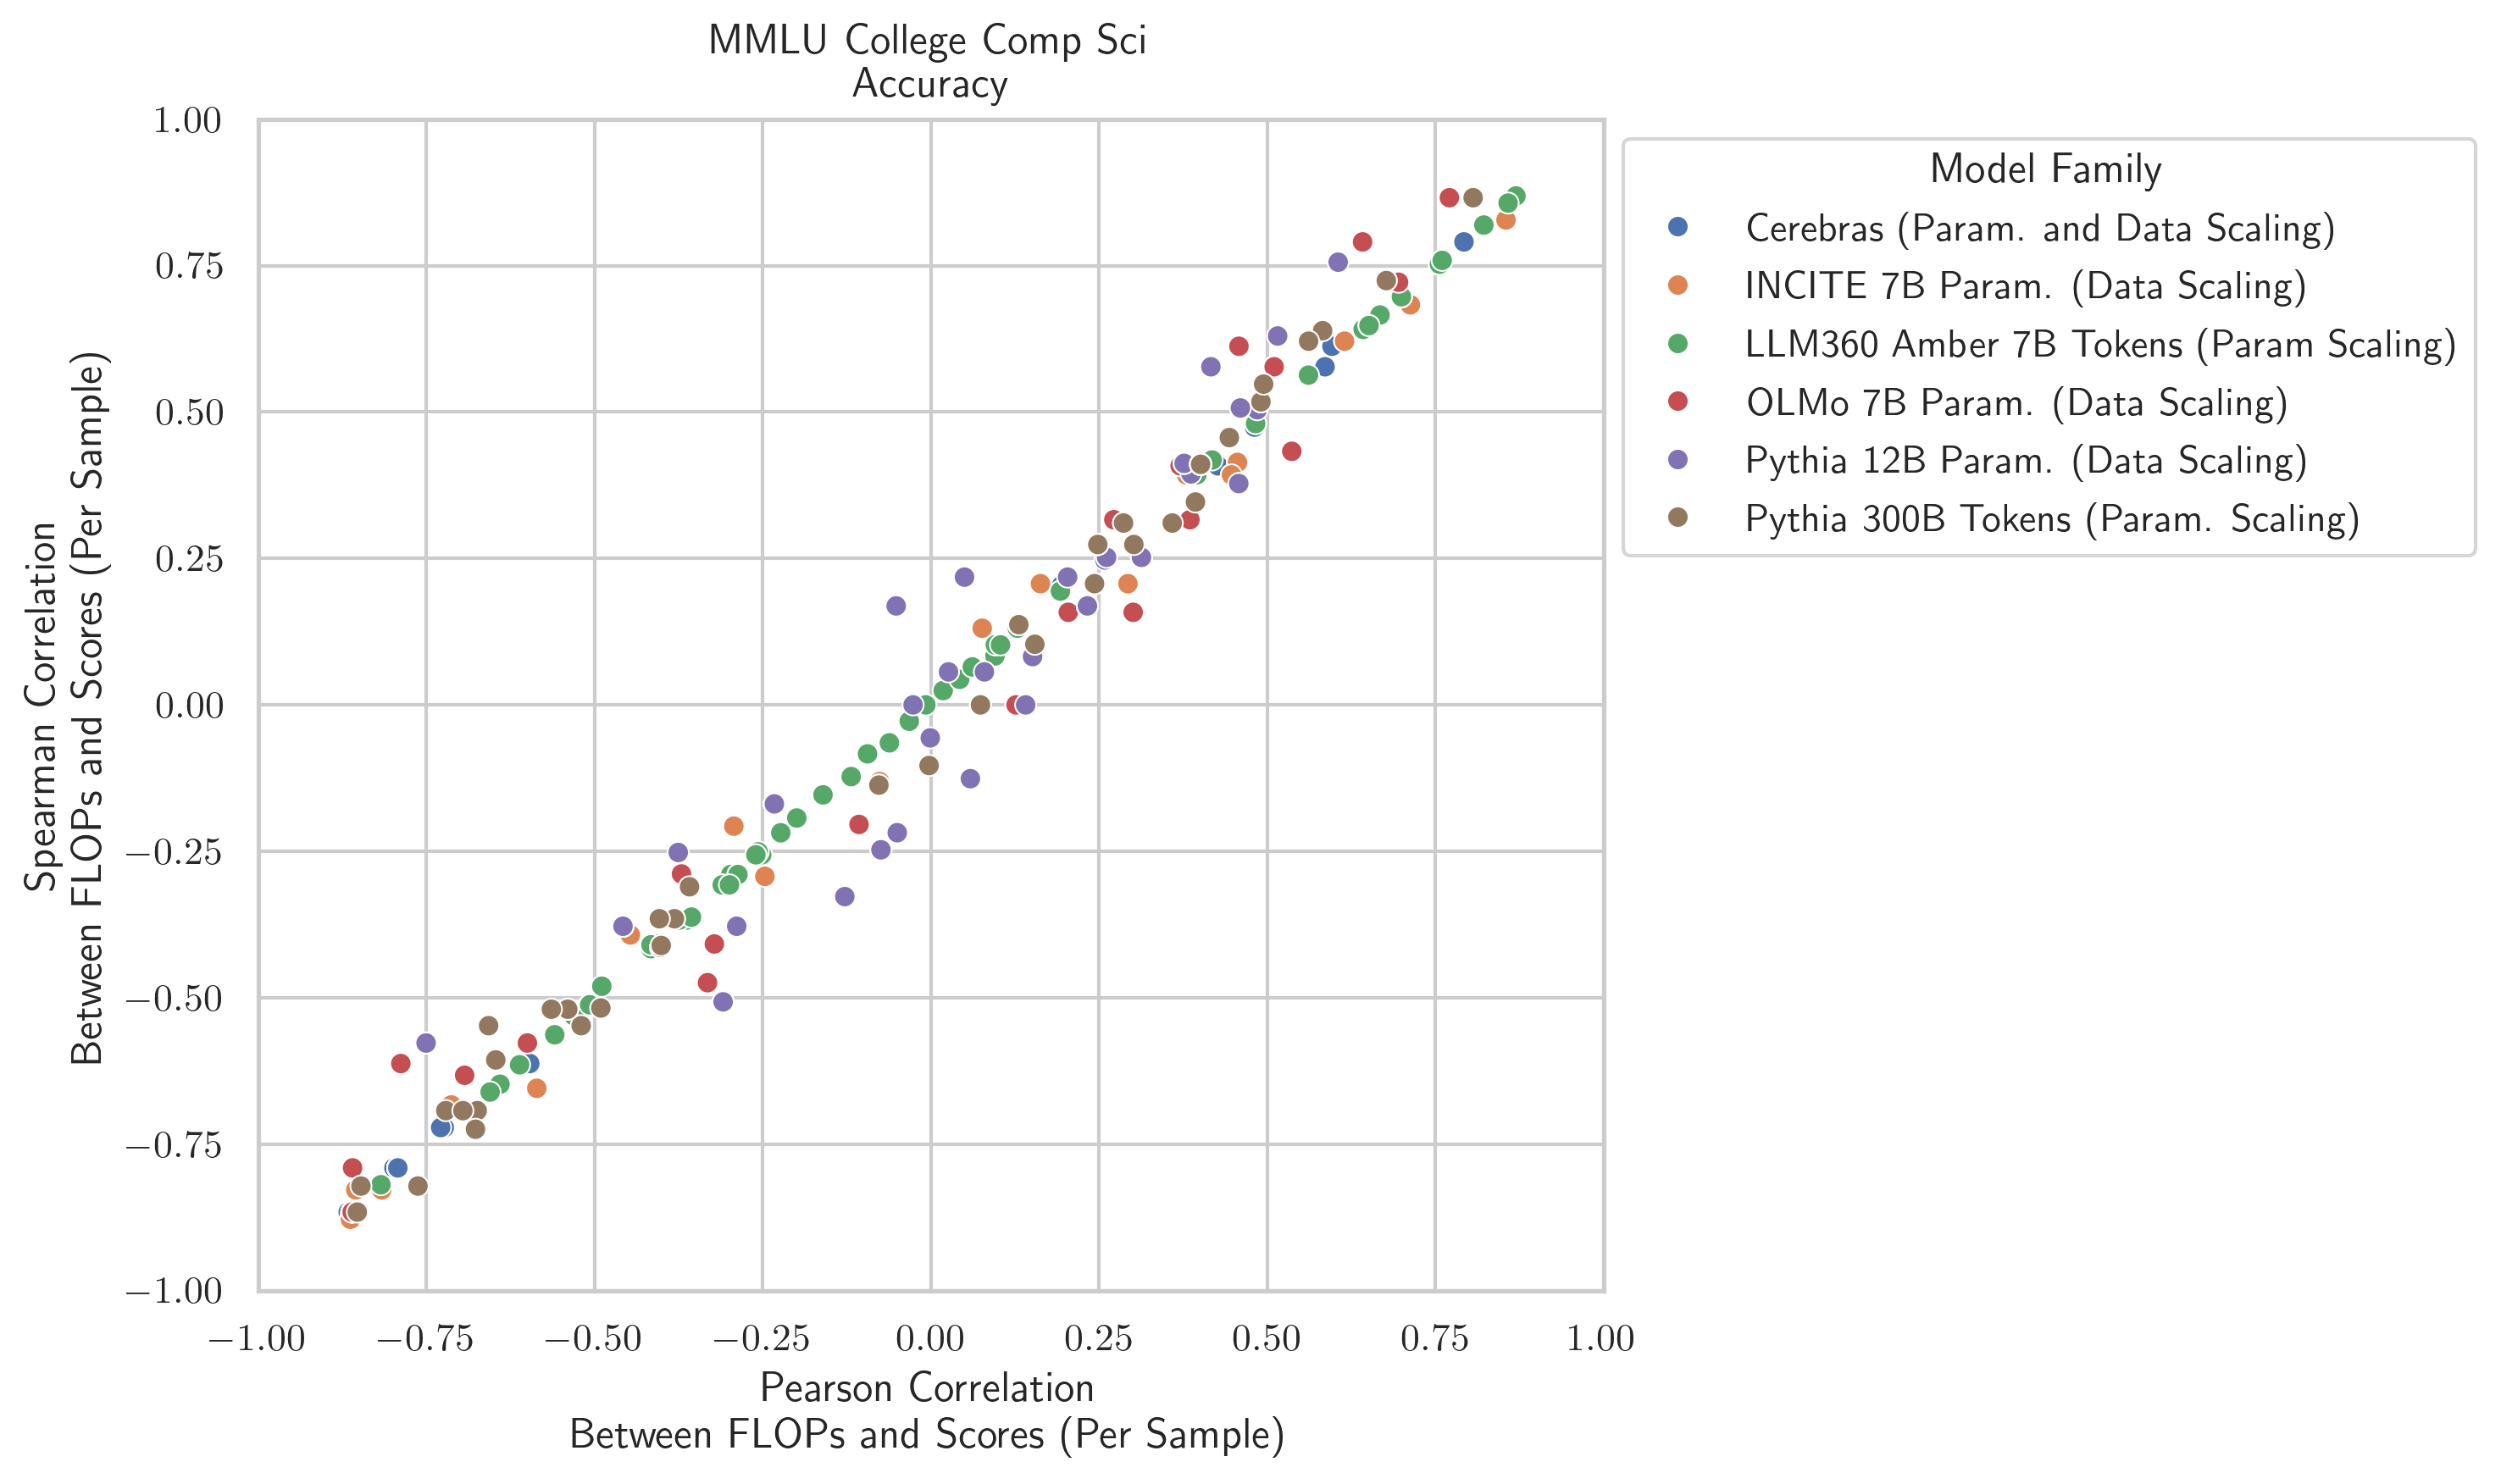 MMLU College Comp Sci
Accuracy
1.00
0.75
0.50
0.25
0.00
−0.25
−0.50
−0.75
−1.00
Spearman Correlation
Between FLOPs and Scores (Per Sample)
−1.00
−0.75
−0.50
−0.25
0.00
0.25
0.50
0.75
1.00
Pearson Correlation
Between FLOPs and Scores (Per Sample)
Model Family
Cerebras (Param. and Data Scaling)
INCITE 7B Param. (Data Scaling)
LLM360 Amber 7B Tokens (Param Scaling)
OLMo 7B Param. (Data Scaling)
Pythia 12B Param. (Data Scaling)
Pythia 300B Tokens (Param. Scaling)